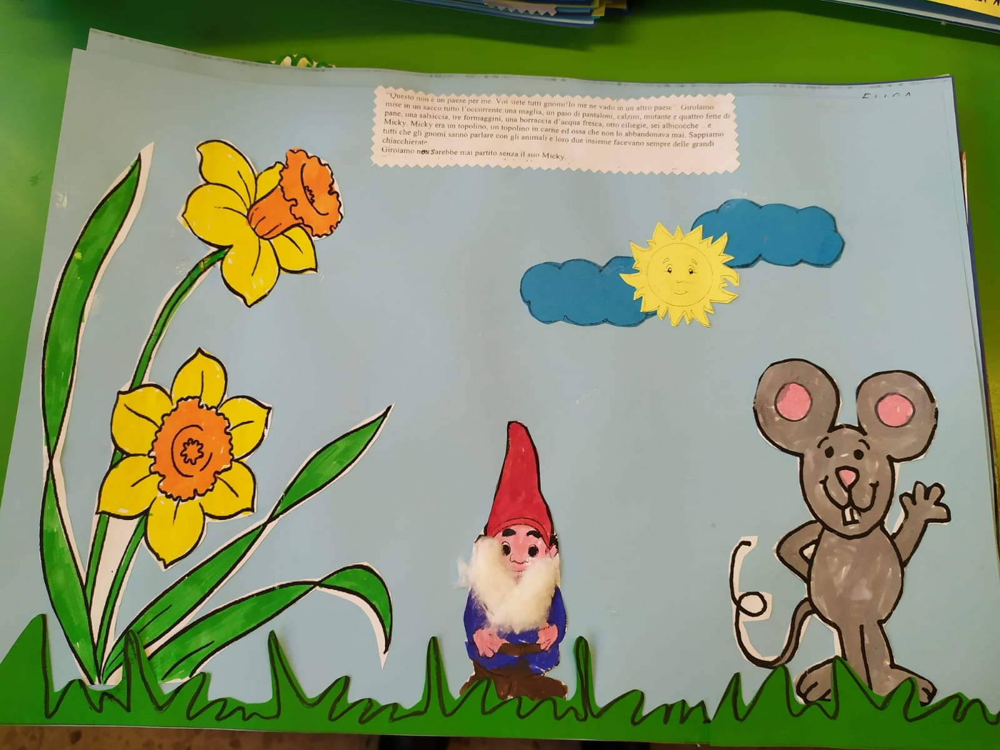 "Questo non è un paese per me. Voi siete tutti gnomi!Io me ne vado in un altro paese". Girolamo
mise in un sacco tutto l'occorrente:una maglia, un paio di pantaloni, calzini, mutante e quattro fette di
pane, una salsiccia, tre formaggini, una borraccia d'acqua fresca, otto ciliegie, sei albicocche ...e
Micky. Micky era un topolino, un topolino in carne ed ossa che non lo abbandonava mai. Sappiamo
tutti che gli gnomi sanno parlare con gli animali e loro due insieme facevano sempre delle grandi
chiacchierate
Girolamo nON Sarebbe mai partito senza il suo Micky.